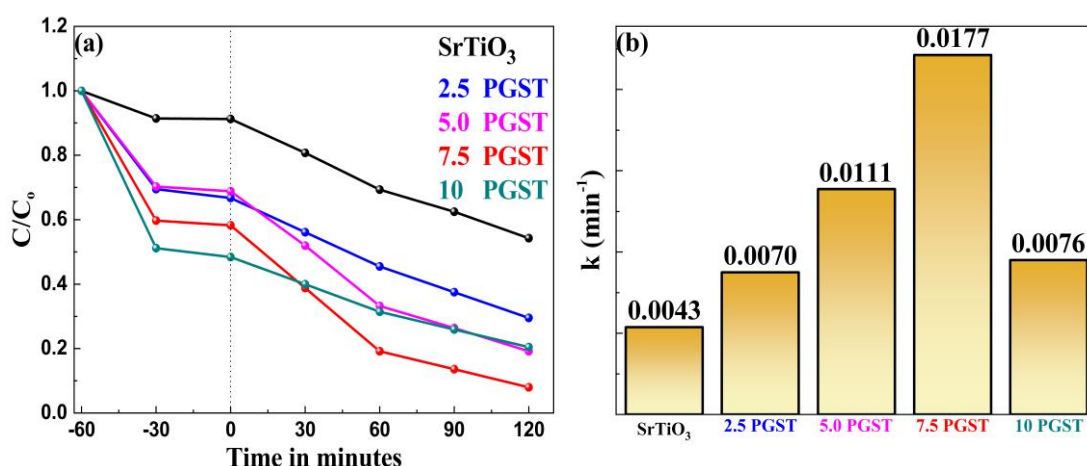 (a)
1.2
1.0
0.8
0.6
0.4
0.2
0.0
C/Cₒ
SrTiO₃
2.5 PGST
5.0 PGST
7.5 PGST
10 PGST
-60 -30 0 30 60 90 120
Time in minutes
(b)
k (min⁻¹)
0.0043
0.0070
0.0111
0.0177
0.0076
SrTiO₃ 2.5 PGST 5.0 PGST 7.5 PGST 10 PGST